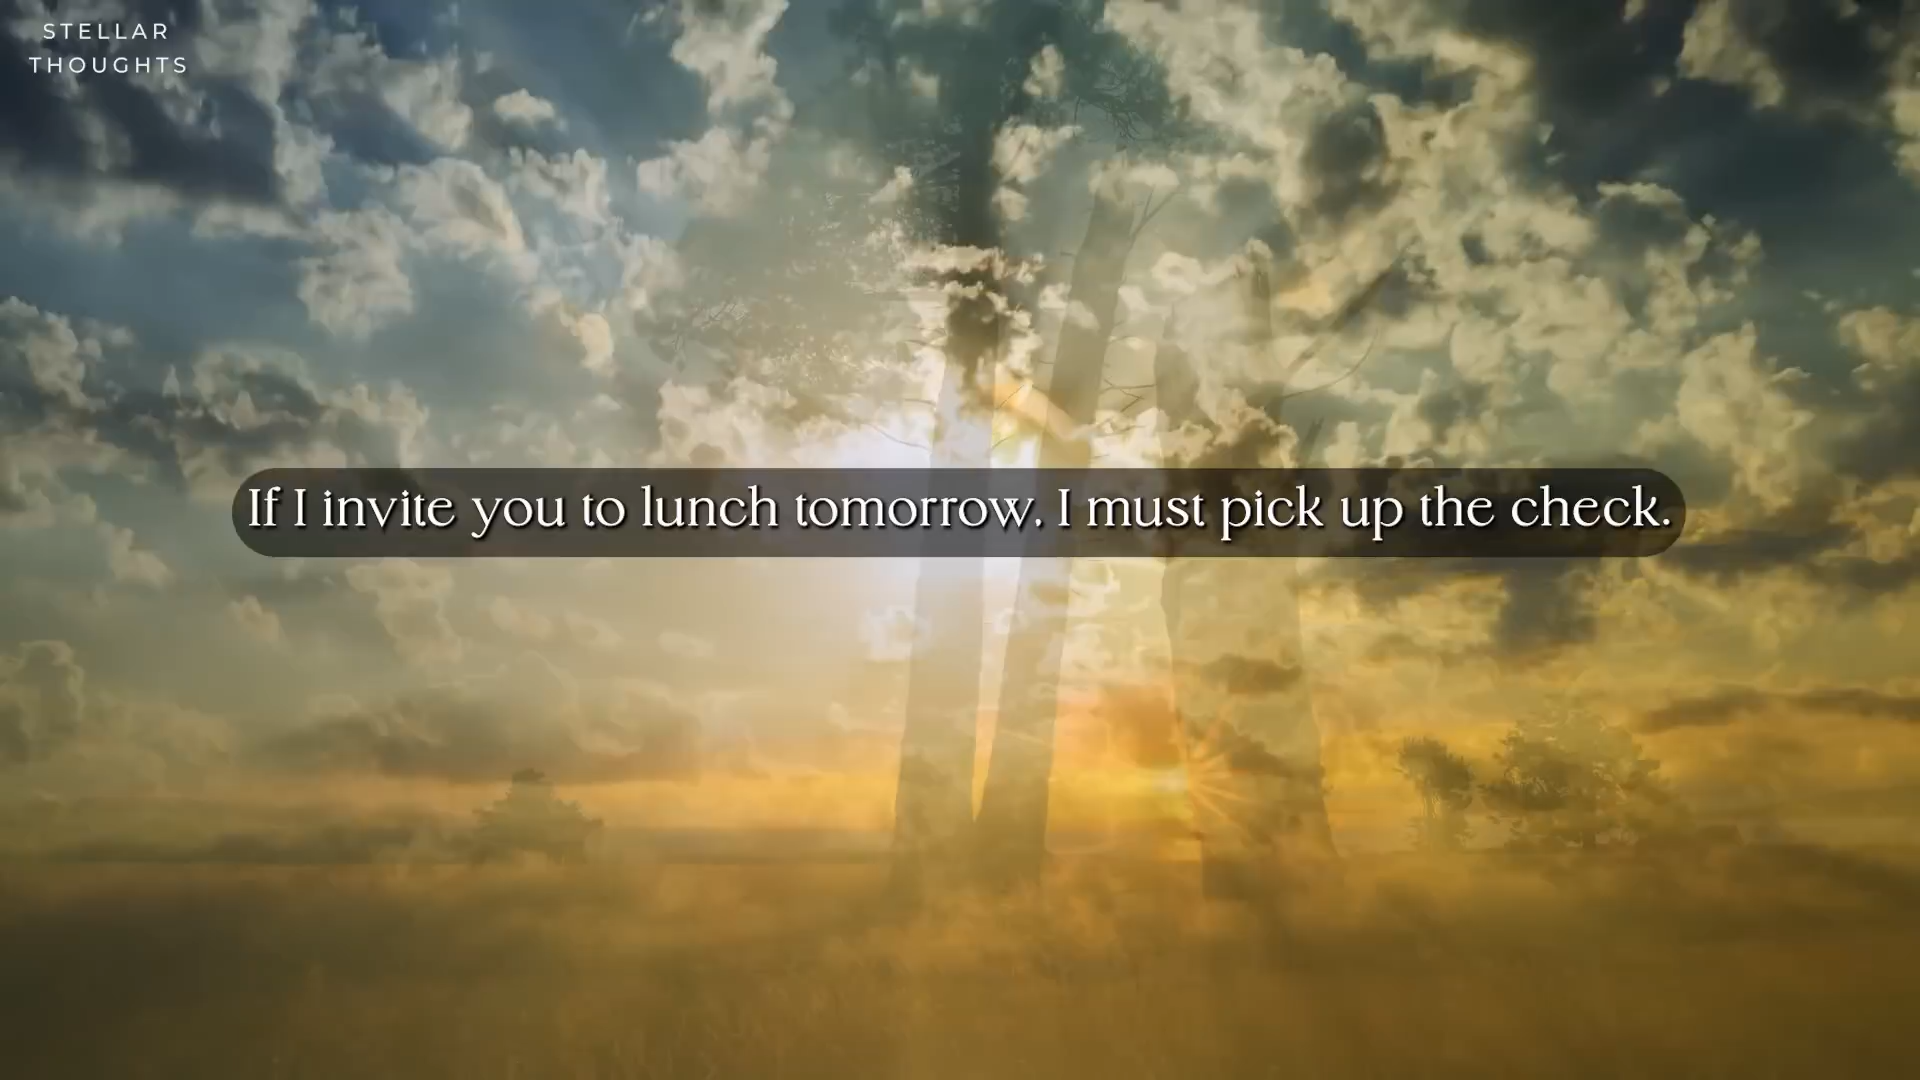 STELLAR
THOUGHTS
If I invite you to lunch tomorrow, I must pick up the check.